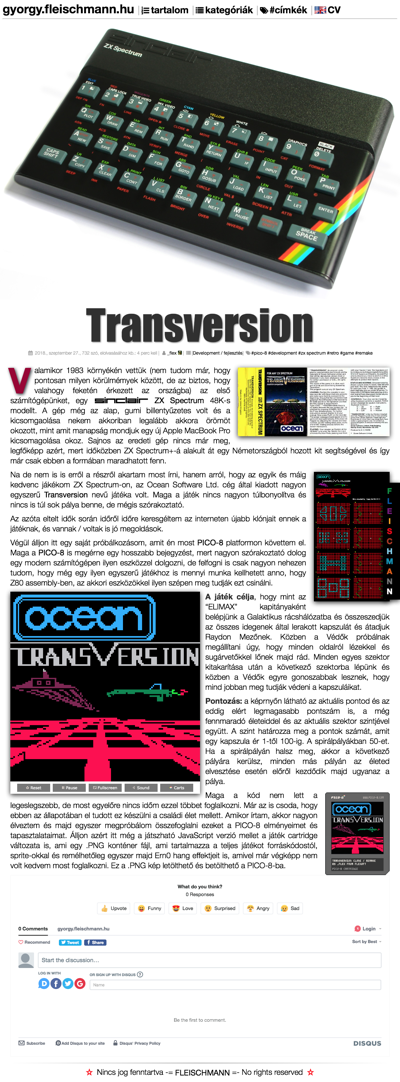 gyorgy.fleischmann.hu | tartalom | kategóriák | #címkék | CV
Sinclair
ZX Spectrum
Transversion
2018., szeptember 27., 732 szó, elolvasáshoz kb.: 4 perc kell | _flex | Development / fejlesztés | #pico-8 #development #zx spectrum #retro #game #remake
Valamikor 1983 környékén vettük (nem tudom már, hogy
pontosan milyen körülmények között, de az biztos, hogy
valahogy feketén érkezett az országba) az első
számítógépünket, egy sinclair ZX Spectrum 48K-s
modellt. A gép még az alap, gumi billentyűzetes volt és a
kicsomagolása nekem akkoriban legalább akkora örömöt
okozott, mint amit manapság mondjuk egy új Apple MacBook Pro
kicsomagolása okoz. Sajnos az eredeti gép nincs már meg,
legfőképp azért, mert időközben ZX Spectrum+-á alakult át egy Németországból hozott kit segítségével és így
már csak ebben a formában maradhatott fenn.
Na de nem is erről a részről akartam most írni, hanem arról, hogy az egyik és máig
kedvenc játékom ZX Spectrum-on, az Ocean Software Ltd. cég által kiadott nagyon
egyszerű Transversion nevű játéka volt. Maga a játék nincs nagyon túlbonyolítva és
nincs is túl sok pálya benne, de mégis szórakoztató.
Az azóta eltelt idők során időről időre keresgéltem az interneten újabb klónjait ennek a
játéknak, és vannak / voltak is jó megoldások.
Végül álljon itt egy saját próbálkozásom, amit én most PICO-8 platformon követtem el.
Maga a PICO-8 is megérne egy hosszabb bejegyzést, mert nagyon szórakoztató dolog
egy modern számítógépen ilyen eszközzel dolgozni, de felfogni is csak nagyon nehezen
tudom, hogy még egy ilyen egyszerű játékhoz is mennyi munka kellhetett anno, hogy
Z80 assembly-ben, az akkori eszközökkel ilyen szépen meg tudják ezt csinálni.
FLEISCHMANN
ocean
TRANSVERSION
Reset Pause Fullscreen Sound Carts
A játék célja, hogy mint az
"ELIMAX" kapitányaként
belépjünk a Galaktikus rácshálózatba és összeszedjük
az összes idegenek által lerakott kapszulát és átadjuk
Raydon Mezőnek. Közben a Védők próbálnak
megállítani úgy, hogy minden oldalról lézekkel és
sugárvetőkkel lőnek majd rád. Minden egyes szektor
kitakarítása után a következő szektorba lépünk és
közben a Védők egyre gonoszabbak lesznek, hogy
mind jobban meg tudják védeni a kapszuláikat.
Pontozás: a képernyőn látható az aktuális pontod és az
eddig elért legmagasabb pontszám is, a még
fennmaradó életeiddel és az aktuális szektor szintjével
együtt. A szint határozza meg a pontok számát, amit
egy kapszula ér 1-től 100-ig. A spirálpályákban 50-et.
Ha a spirálpályán halsz meg, akkor a következő
pályára kerülsz, minden más pályán az életed
elvesztése esetén előről kezdődik majd ugyanaz a
pálya.
Maga a kód nem lett a
legeslegszebb, de most egyelőre nincs időm ezzel többet foglalkozni. Már az is csoda, hogy
ebben az állapotában el tudott ez készülni a családi élet mellett. Amikor írtam, akkor nagyon
élveztem és majd egyszer megpróbálom összefoglalni ezeket a PICO-8 élményeimet és
tapasztalataimat. Álljon azért itt még a játszható JavaScript verzió mellet a játék cartridge
változata is, ami egy .PNG konténer fájl, ami tartalmazza a teljes játékot forráskódostól,
sprite-okkal és remélhetőleg egyszer majd Ern0 hang effektjeit is, amivel már végképp nem
volt kedvem most foglalkozni. Ez a .PNG kép letölthető és betölthető a PICO-8-ba.
What do you think?
0 Responses
Upvote Funny Love Surprised Angry Sad
0 Comments gyorgy.fleischmann.hu Login
Recommend Tweet Share Sort by Best
Start the discussion...
LOG IN WITH OR SIGN UP WITH DISQUS
Name
Be the first to comment.
Subscribe Add Disqus to your site Disqus' Privacy Policy DISQUS
Nincs jog fenntartva -= FLEISCHMANN =- No rights reserved